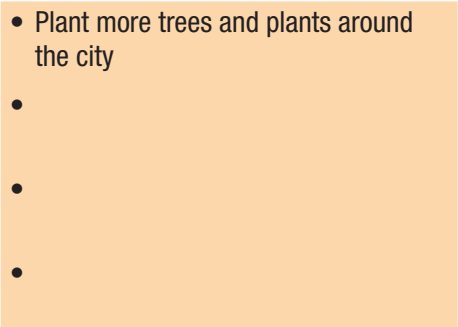 • Plant more trees and plants around
the city
•
•
•